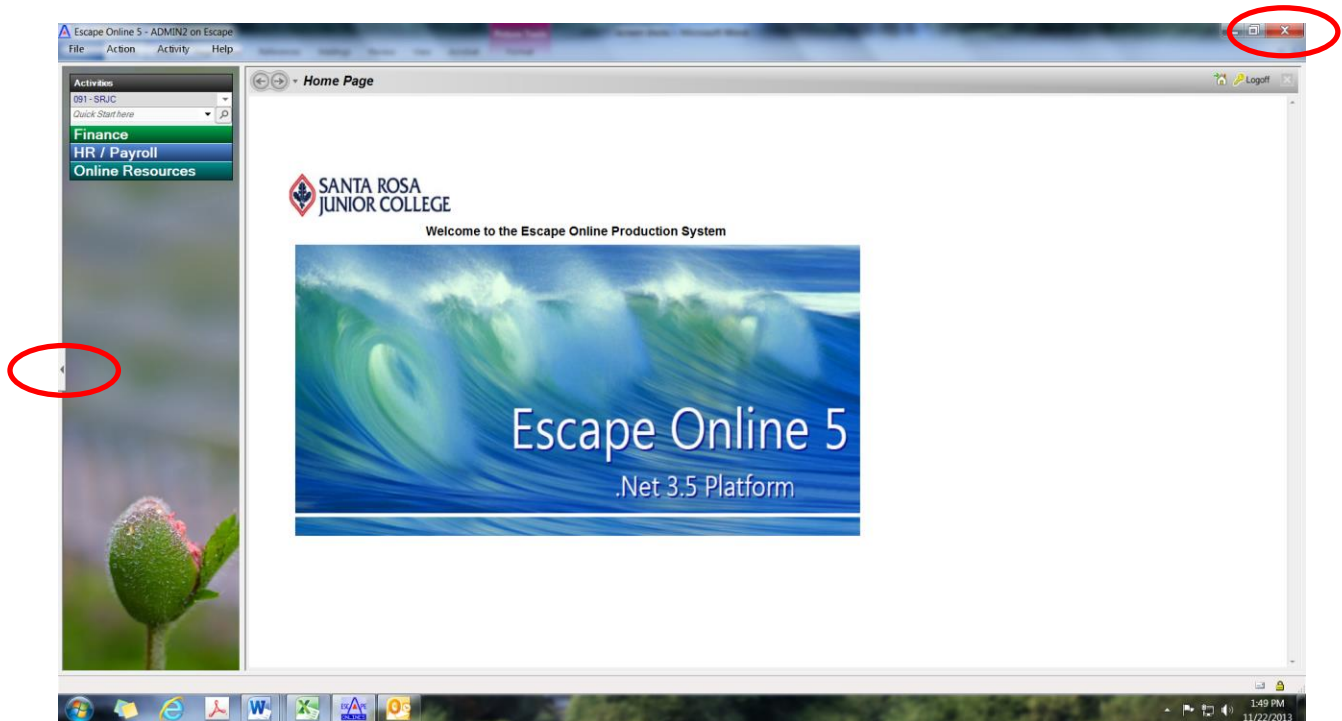 Escape Online 5 - ADMIN2 on Escape
File Action Activity Help
Activities
091 - SRJC
Quick Start here
Finance
HR / Payroll
Online Resources
Home Page
Logoff
SANTA ROSA
JUNIOR COLLEGE
Welcome to the Escape Online Production System
Escape Online 5
.Net 3.5 Platform
1:49 PM
11/22/2013